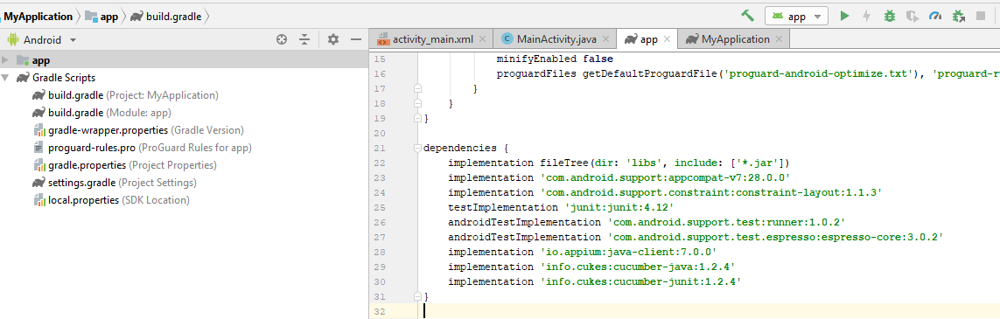 MyApplication app build.gradle
app
Android
activity_main.xml MainActivity.java app MyApplication
app
Gradle Scripts
build.gradle (Project: MyApplication)
build.gradle (Module: app)
gradle-wrapper.properties (Gradle Version)
proguard-rules.pro (ProGuard Rules for app)
gradle.properties (Project Properties)
settings.gradle (Project Settings)
local.properties (SDK Location)
15 minifyEnabled false
16 proguardFiles getDefaultProguardFile('proguard-android-optimize.txt'), 'proguard-r
17 }
18 }
19 }
20
21 dependencies {
22 implementation fileTree(dir: 'libs', include: ['*.jar'])
23 implementation 'com.android.support:appcompat-v7:28.0.0'
24 implementation 'com.android.support.constraint:constraint-layout:1.1.3'
25 testImplementation 'junit:junit:4.12'
26 androidTestImplementation 'com.android.support.test:runner:1.0.2'
27 androidTestImplementation 'com.android.support.test.espresso:espresso-core:3.0.2'
28 implementation 'io.appium:java-client:7.0.0'
29 implementation 'info.cukes:cucumber-java:1.2.4'
30 implementation 'info.cukes:cucumber-junit:1.2.4'
31 }
32